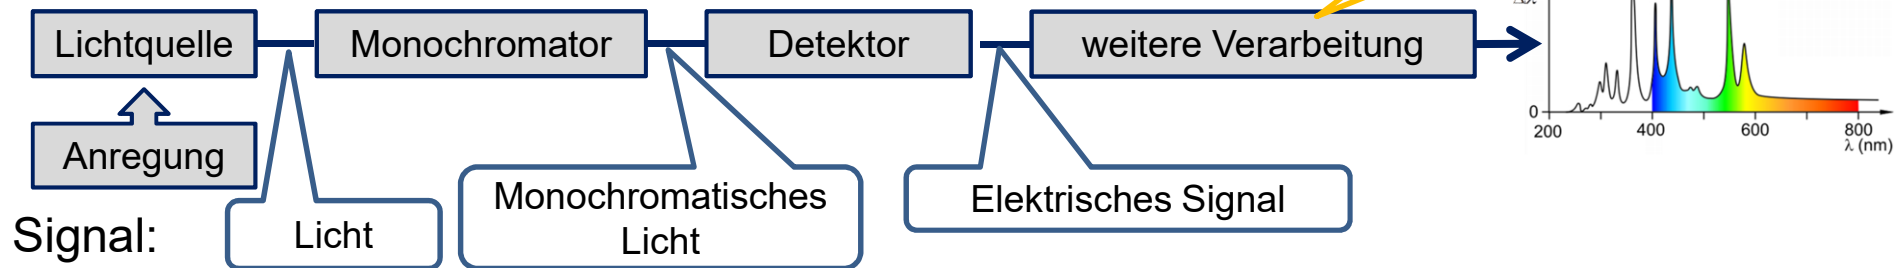 Lichtquelle
Monochromator
Detektor
weitere Verarbeitung
Anregung
Signal:
Licht
Monochromatisches
Licht
Elektrisches Signal
0
200
400
600
800
λ (nm)